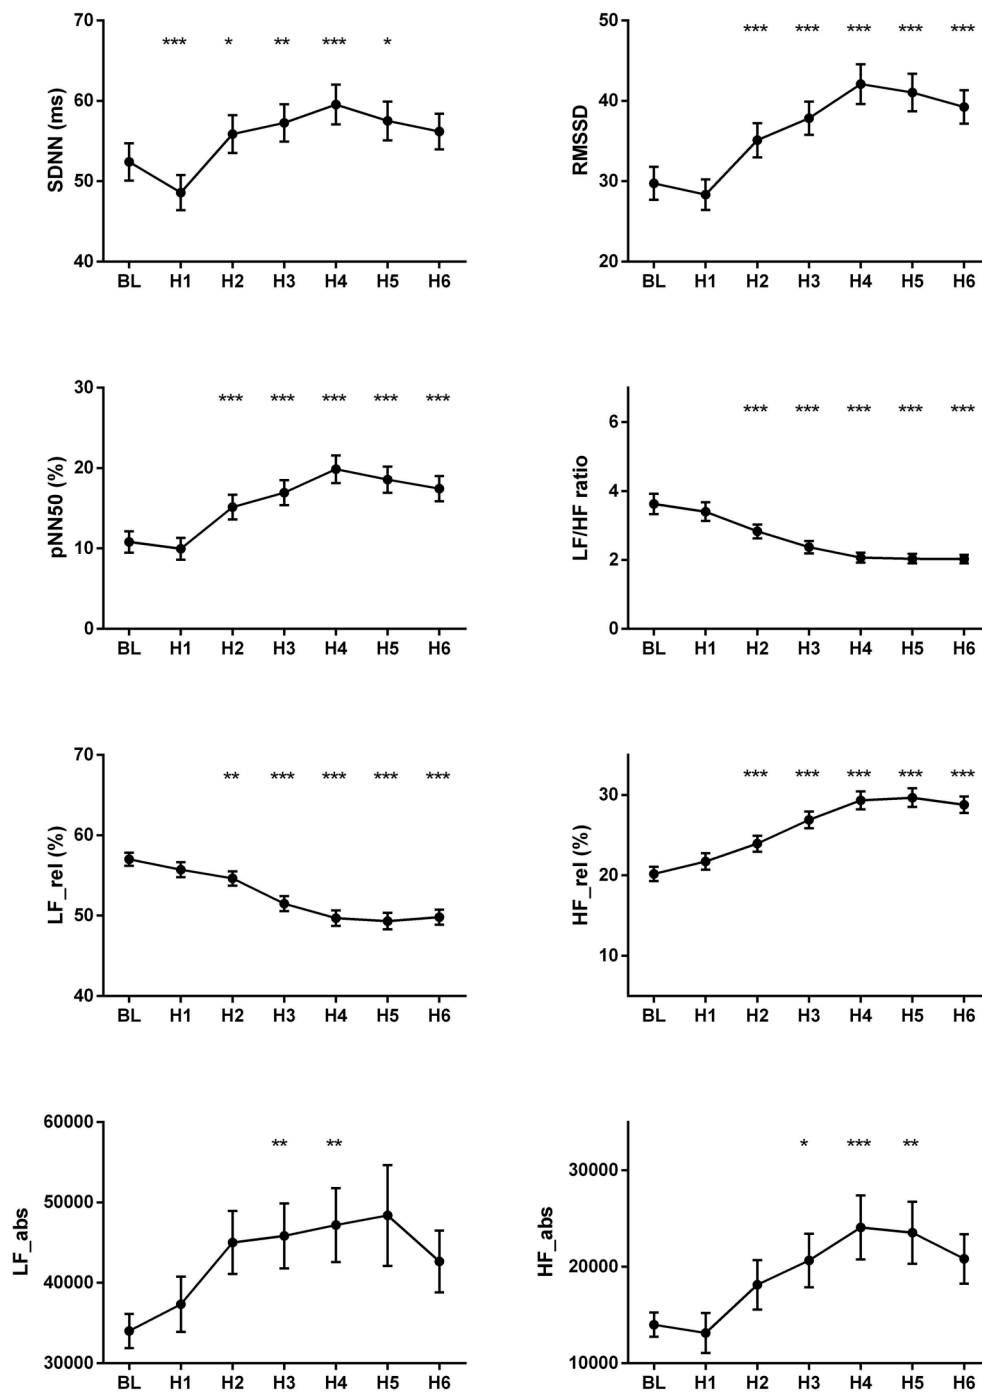 70
60
50
40
SDNN (ms)
*** * ** *** *
BL H1 H2 H3 H4 H5 H6
50
40
30
20
RMSSD
*** *** *** *** ***
BL H1 H2 H3 H4 H5 H6
30
20
10
0
pNN50 (%)
*** *** *** *** ***
BL H1 H2 H3 H4 H5 H6
6
4
2
0
LF/HF ratio
*** *** *** *** ***
BL H1 H2 H3 H4 H5 H6
70
60
50
40
LF_rel (%)
** *** *** *** ***
BL H1 H2 H3 H4 H5 H6
30
20
10
HF_rel (%)
*** *** *** *** ***
BL H1 H2 H3 H4 H5 H6
60000
50000
40000
30000
LF_abs
** **
BL H1 H2 H3 H4 H5 H6
30000
20000
10000
HF_abs
* *** **
BL H1 H2 H3 H4 H5 H6